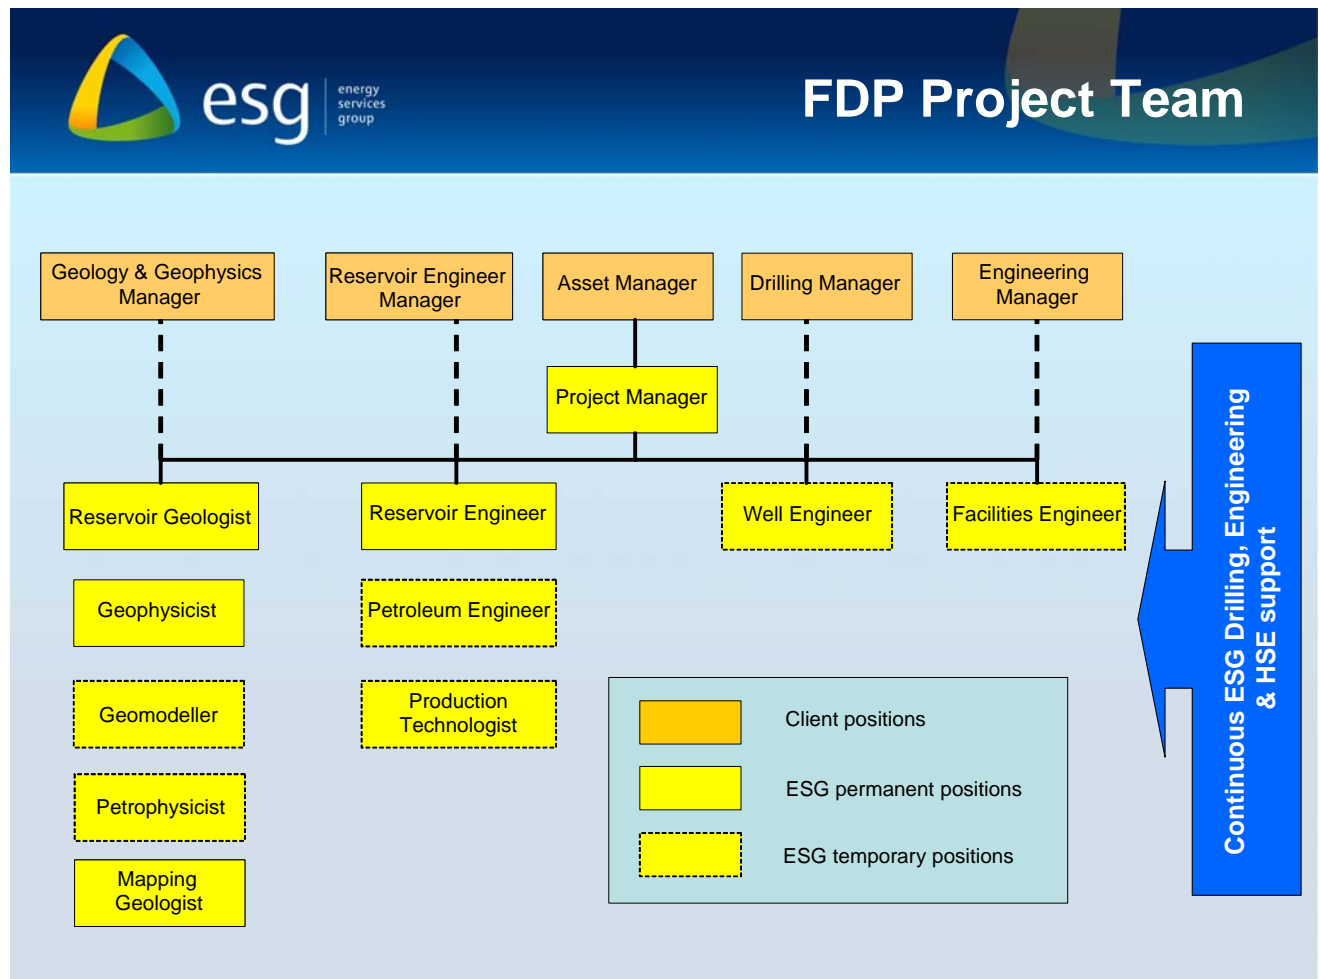 esg
energy
services
group
FDP Project Team
Geology & Geophysics
Manager
Reservoir Engineer
Manager
Asset Manager
Drilling Manager
Engineering
Manager
Project Manager
Reservoir Geologist
Reservoir Engineer
Well Engineer
Facilities Engineer
Geophysicist
Petroleum Engineer
Geomodeller
Production
Technologist
Petrophysicist
Mapping
Geologist
Client positions
ESG permanent positions
ESG temporary positions
Continuous ESG Drilling, Engineering
& HSE support